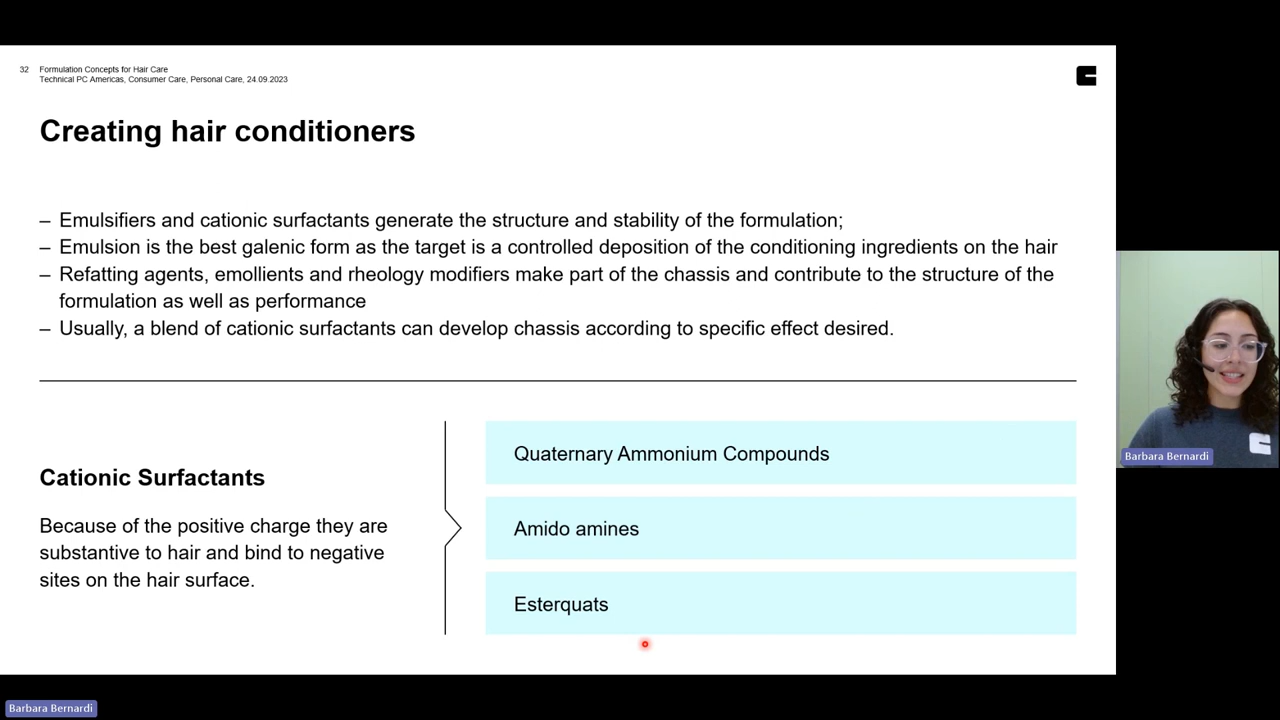 32 Formulation Concepts for Hair Care
Technical PC Americas, Consumer Care, Personal Care, 24.09.2023
Creating hair conditioners
– Emulsifiers and cationic surfactants generate the structure and stability of the formulation;
– Emulsion is the best galenic form as the target is a controlled deposition of the conditioning ingredients on the hair
– Refatting agents, emollients and rheology modifiers make part of the chassis and contribute to the structure of the
formulation as well as performance
– Usually, a blend of cationic surfactants can develop chassis according to specific effect desired.
Cationic Surfactants
Because of the positive charge they are
substantive to hair and bind to negative
sites on the hair surface.
Quaternary Ammonium Compounds
Amido amines
Esterquats
Barbara Bernardi
Barbara Bernardi